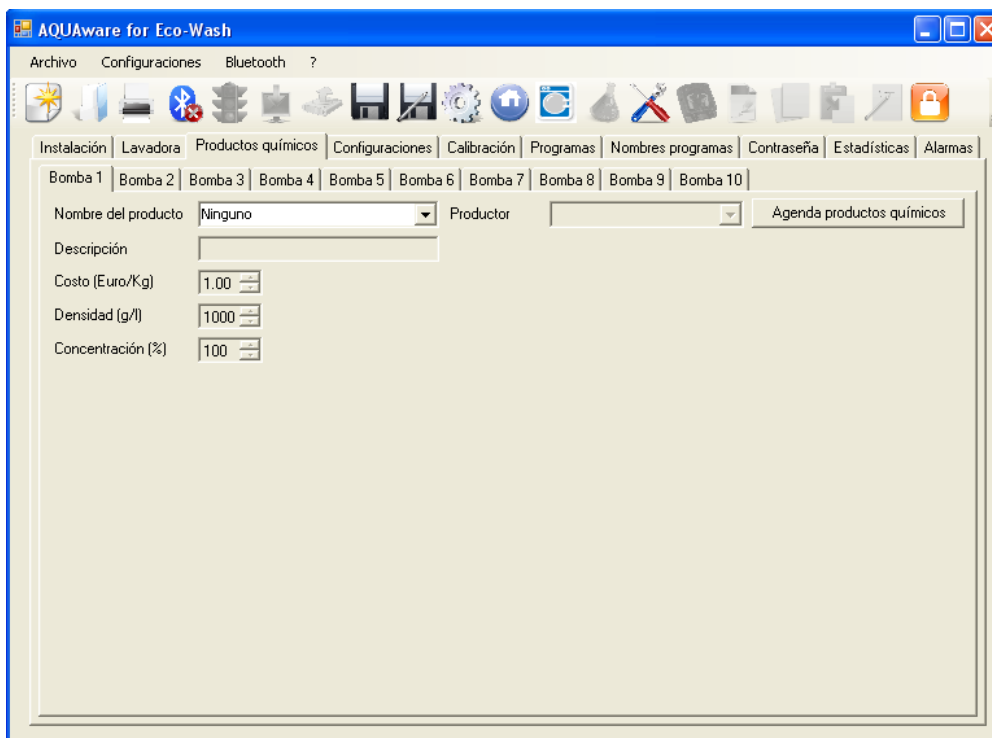 AQUAware for Eco-Wash
Archivo Configuraciones Bluetooth ?
Instalación Lavadora Productos químicos Configuraciones Calibración Programas Nombres programas Contraseña Estadísticas Alarmas
Bomba 1 Bomba 2 Bomba 3 Bomba 4 Bomba 5 Bomba 6 Bomba 7 Bomba 8 Bomba 9 Bomba 10
Nombre del producto Ninguno Productor Agenda productos químicos
Descripción
Costo (Euro/Kg) 1.00
Densidad (g/l) 1000
Concentración (%) 100